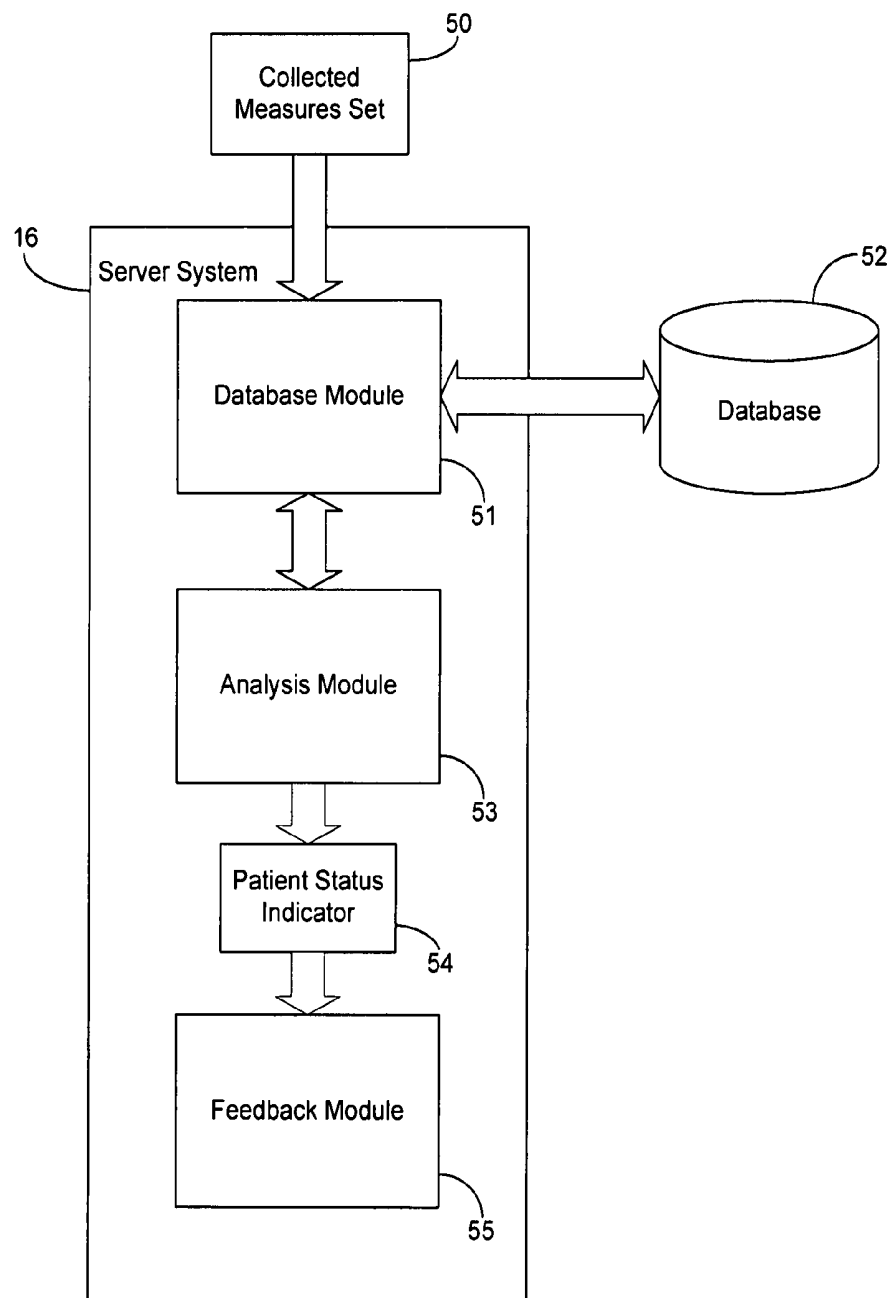 50
Collected
Measures Set
16
Server System
52
Database Module
Database
51
Analysis Module
53
Patient Status
Indicator
54
Feedback Module
55